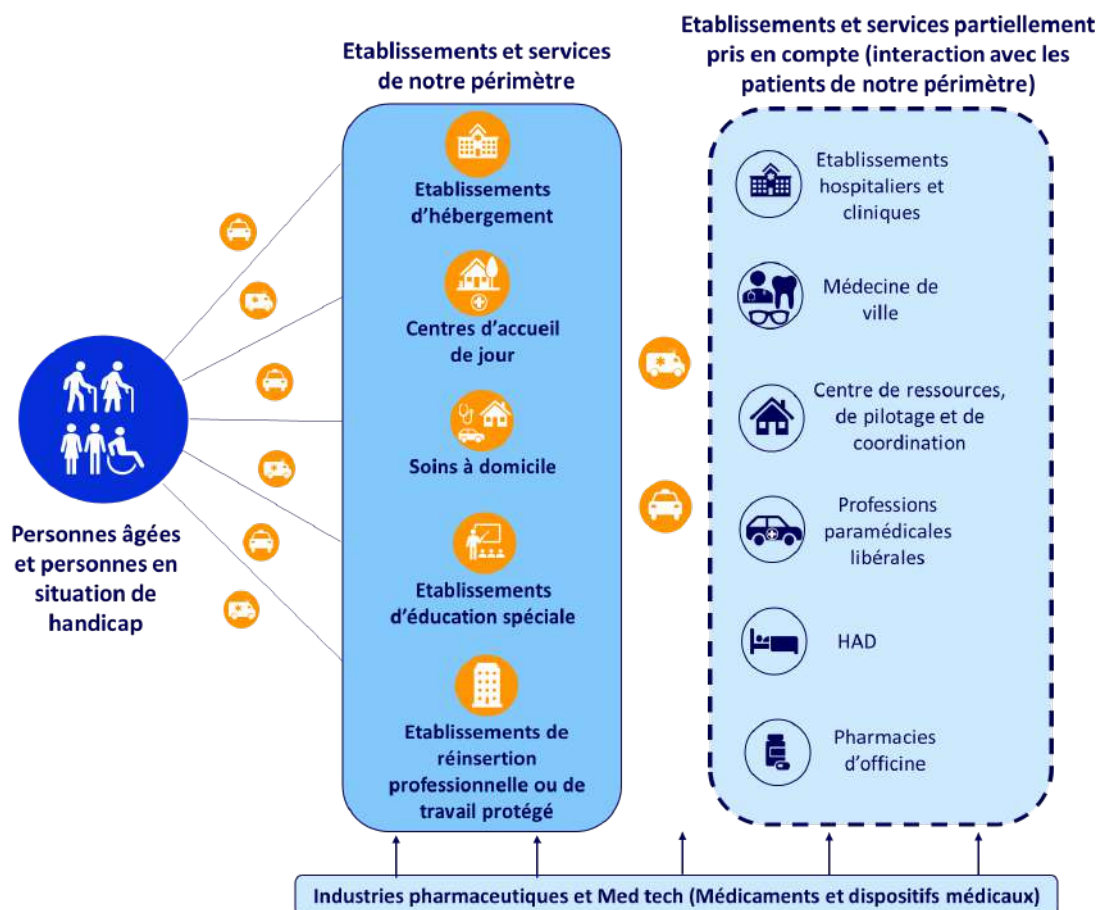 Etablissements et services
de notre périmètre
Etablissements et services partiellement
pris en compte (interaction avec les
patients de notre périmètre)
Personnes âgées
et personnes en
situation de
handicap
Etablissements
d'hébergement
Centres d'accueil
de jour
Soins à domicile
Etablissements
d'éducation spéciale
Etablissements de
réinsertion
professionnelle ou de
travail protégé
Etablissements
hospitaliers et
cliniques
Médecine de
ville
Centre de ressources,
de pilotage et de
coordination
Professions
paramédicales
libérales
HAD
Pharmacies
d'officine
Industries pharmaceutiques et Med tech (Médicaments et dispositifs médicaux)